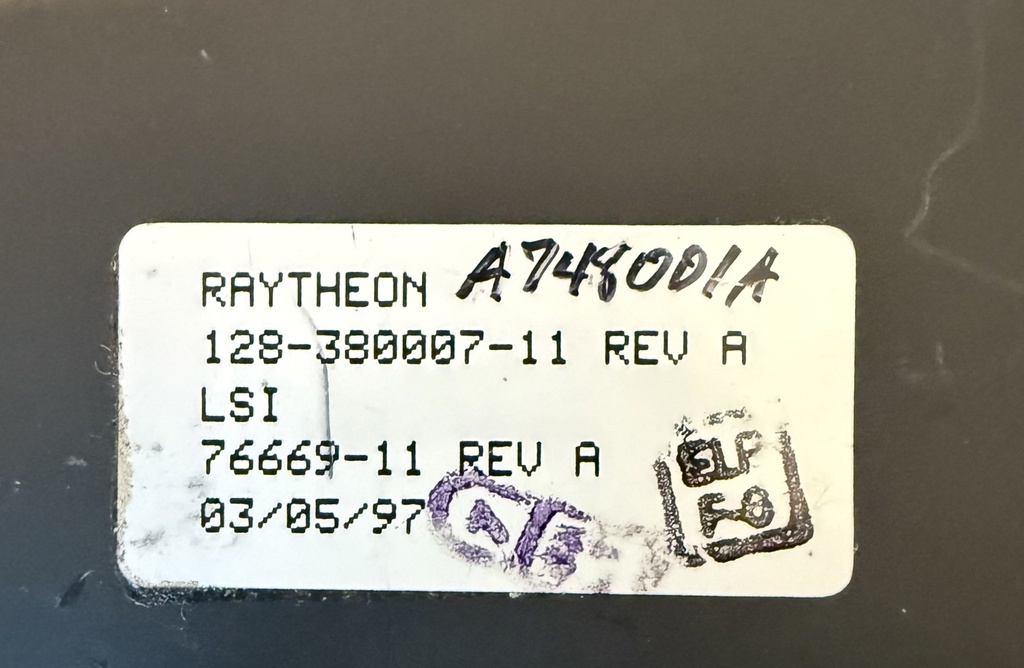 RAYTHEON A748001A
128-380007-11 REV A
LSI
76669-11 REV A
03/05/97